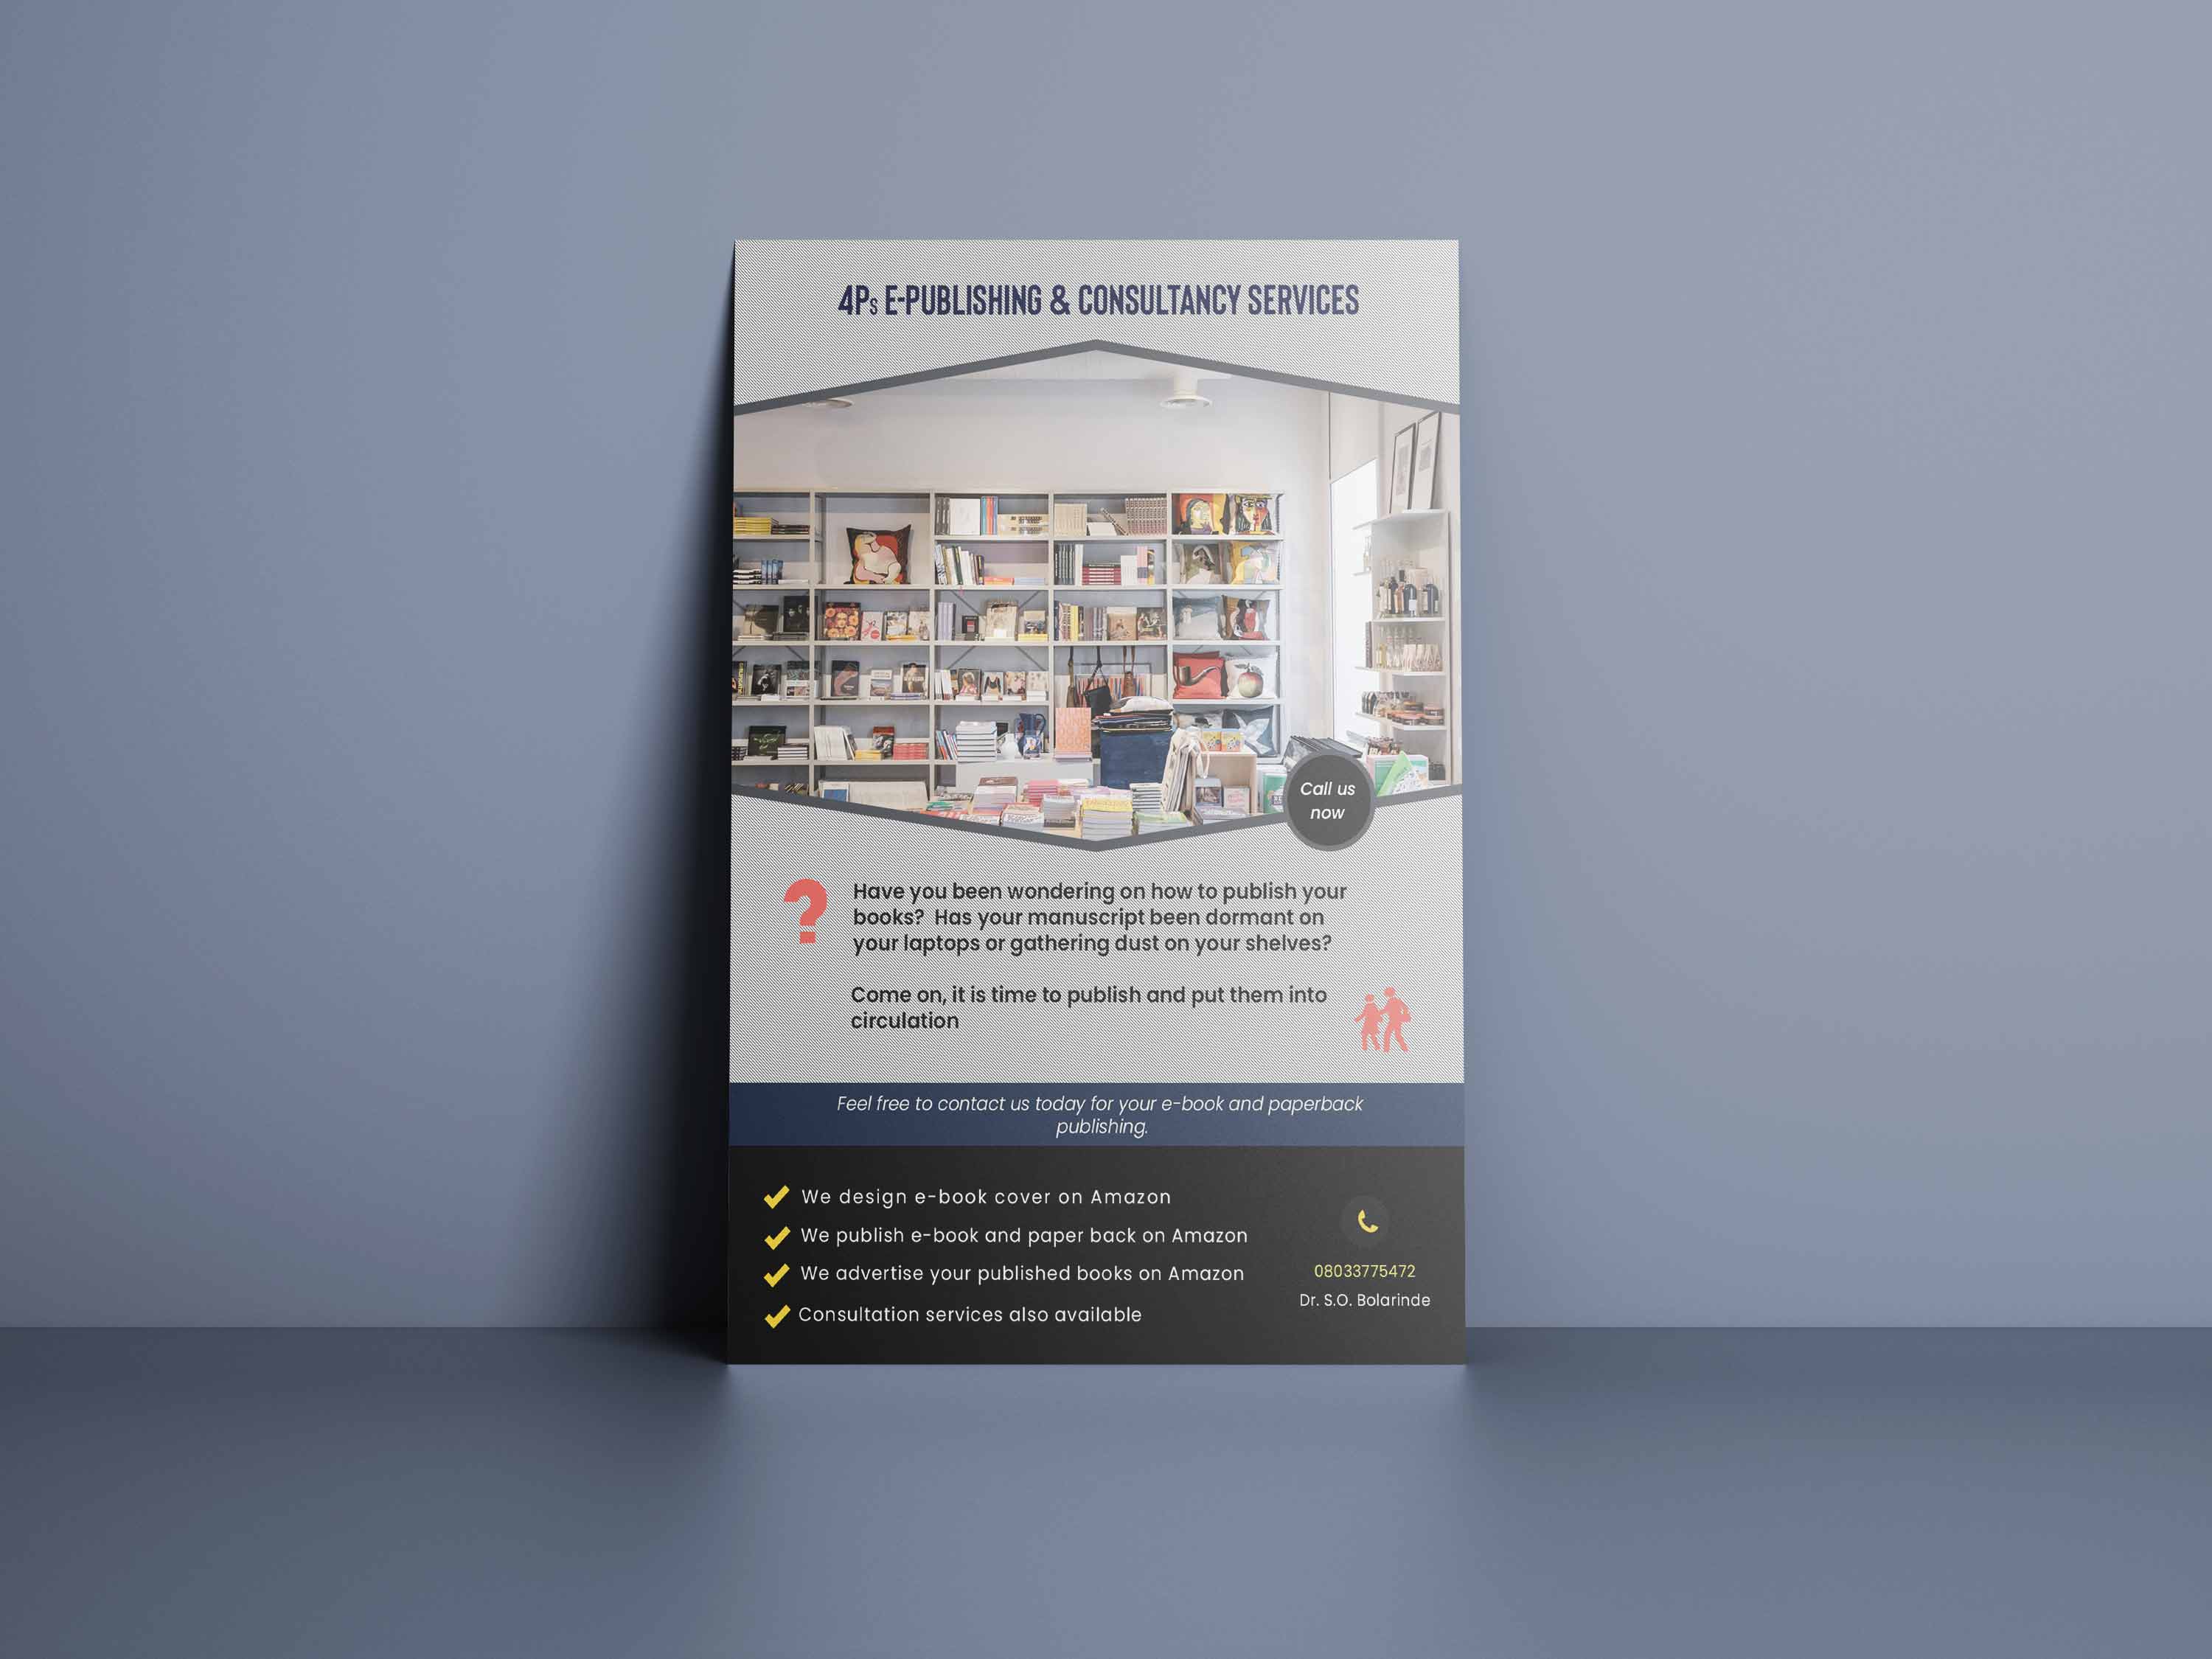 4Ps E-PUBLISHING & CONSULTANCY SERVICES
Call us
now
?
Have you been wondering on how to publish your
books? Has your manuscript been dormant on
your laptops or gathering dust on your shelves?
Come on, it is time to publish and put them into
circulation
Feel free to contact us today for your e-book and paperback
publishing.
We design e-book cover on Amazon
We publish e-book and paper back on Amazon
We advertise your published books on Amazon
Consultation services also available
08033775472
Dr. S.O. Bolarinde